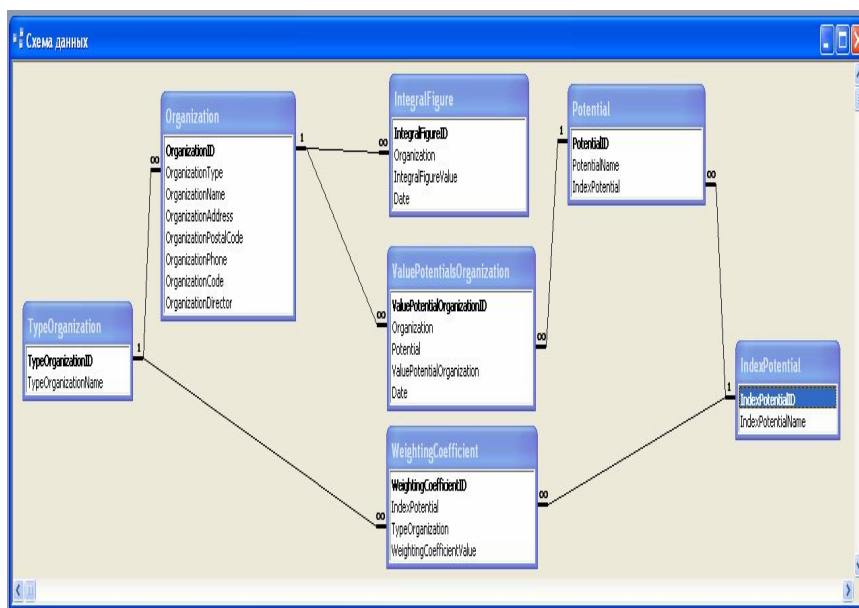 Схема данных
Organization
OrganizationID
OrganizationType
OrganizationName
OrganizationAddress
OrganizationPostalCode
OrganizationPhone
OrganizationCode
OrganizationDirector
IntegralFigure
IntegralFigureID
Organization
IntegralFigureValue
Date
Potential
PotentialID
PotentialName
IndexPotential
ValuePotentialsOrganization
ValuePotentialOrganizationID
Organization
Potential
ValuePotentialOrganization
Date
TypeOrganization
TypeOrganizationID
TypeOrganizationName
IndexPotential
IndexPotentialID
IndexPotentialName
WeightingCoefficient
WeightingCoefficientID
IndexPotential
TypeOrganization
WeightingCoefficientValue
1
∞
∞
1
∞
∞
∞
1
1
∞
∞